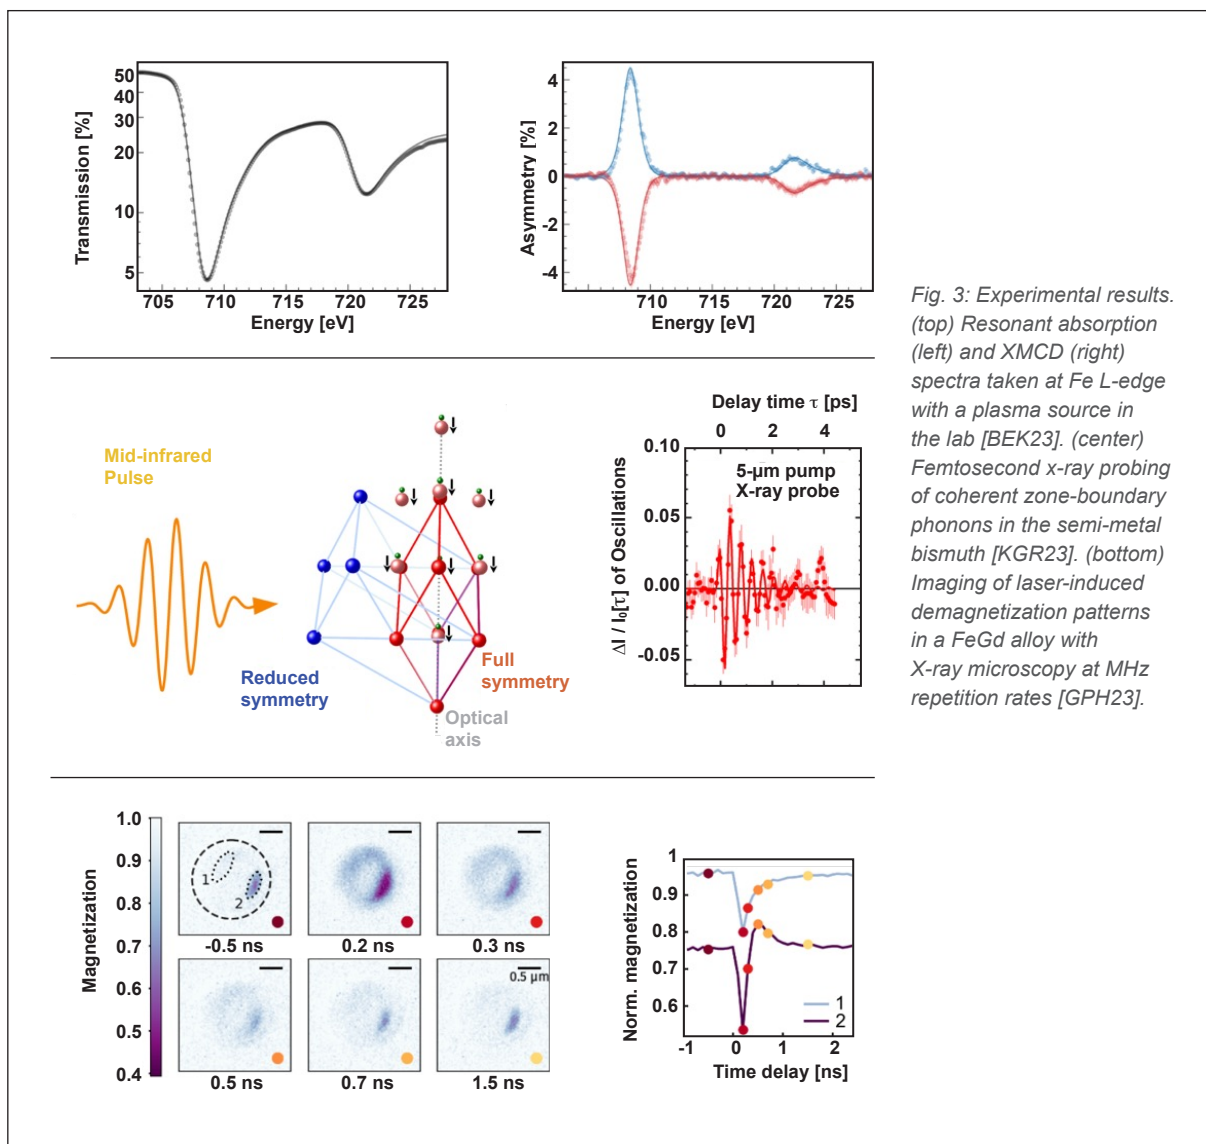 50
40
30
20
10
5
Transmission [%]
705 710 715 720 725
Energy [eV]
4
2
0
-2
-4
Asymmetry [%]
710 715 720 725
Energy [eV]
Fig. 3: Experimental results.
(top) Resonant absorption
(left) and XMCD (right)
spectra taken at Fe L-edge
with a plasma source in
the lab [BEK23]. (center)
Femtosecond x-ray probing
of coherent zone-boundary
phonons in the semi-metal
bismuth [KGR23]. (bottom)
Imaging of laser-induced
demagnetization patterns
in a FeGd alloy with
X-ray microscopy at MHz
repetition rates [GPH23].
Mid-infrared
Pulse
Reduced
symmetry
Full
symmetry
Optical
axis
Delay time τ [ps]
0 2 4
0.10
0.05
0.00
-0.05
ΔI / I₀[τ] of Oscillations
5-µm pump
X-ray probe
Magnetization
1.0
0.9
0.8
0.7
0.6
0.5
0.4
1
2
-0.5 ns
0.2 ns
0.3 ns
0.5 µm
0.5 ns
0.7 ns
1.5 ns
Norm. magnetization
1
0.9
0.8
0.7
0.6
1
2
-1 0 1 2
Time delay [ns]